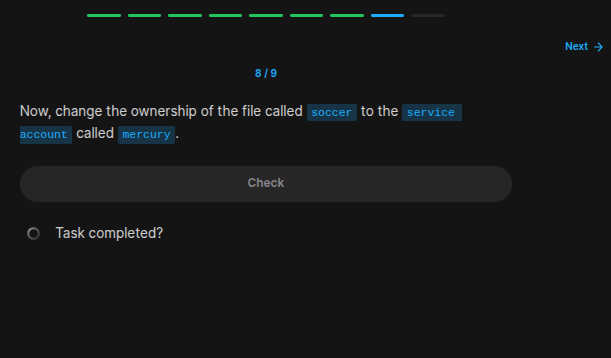 Next →
8 / 9
Now, change the ownership of the file called soccer to the service
account called mercury.
Check
Task completed?